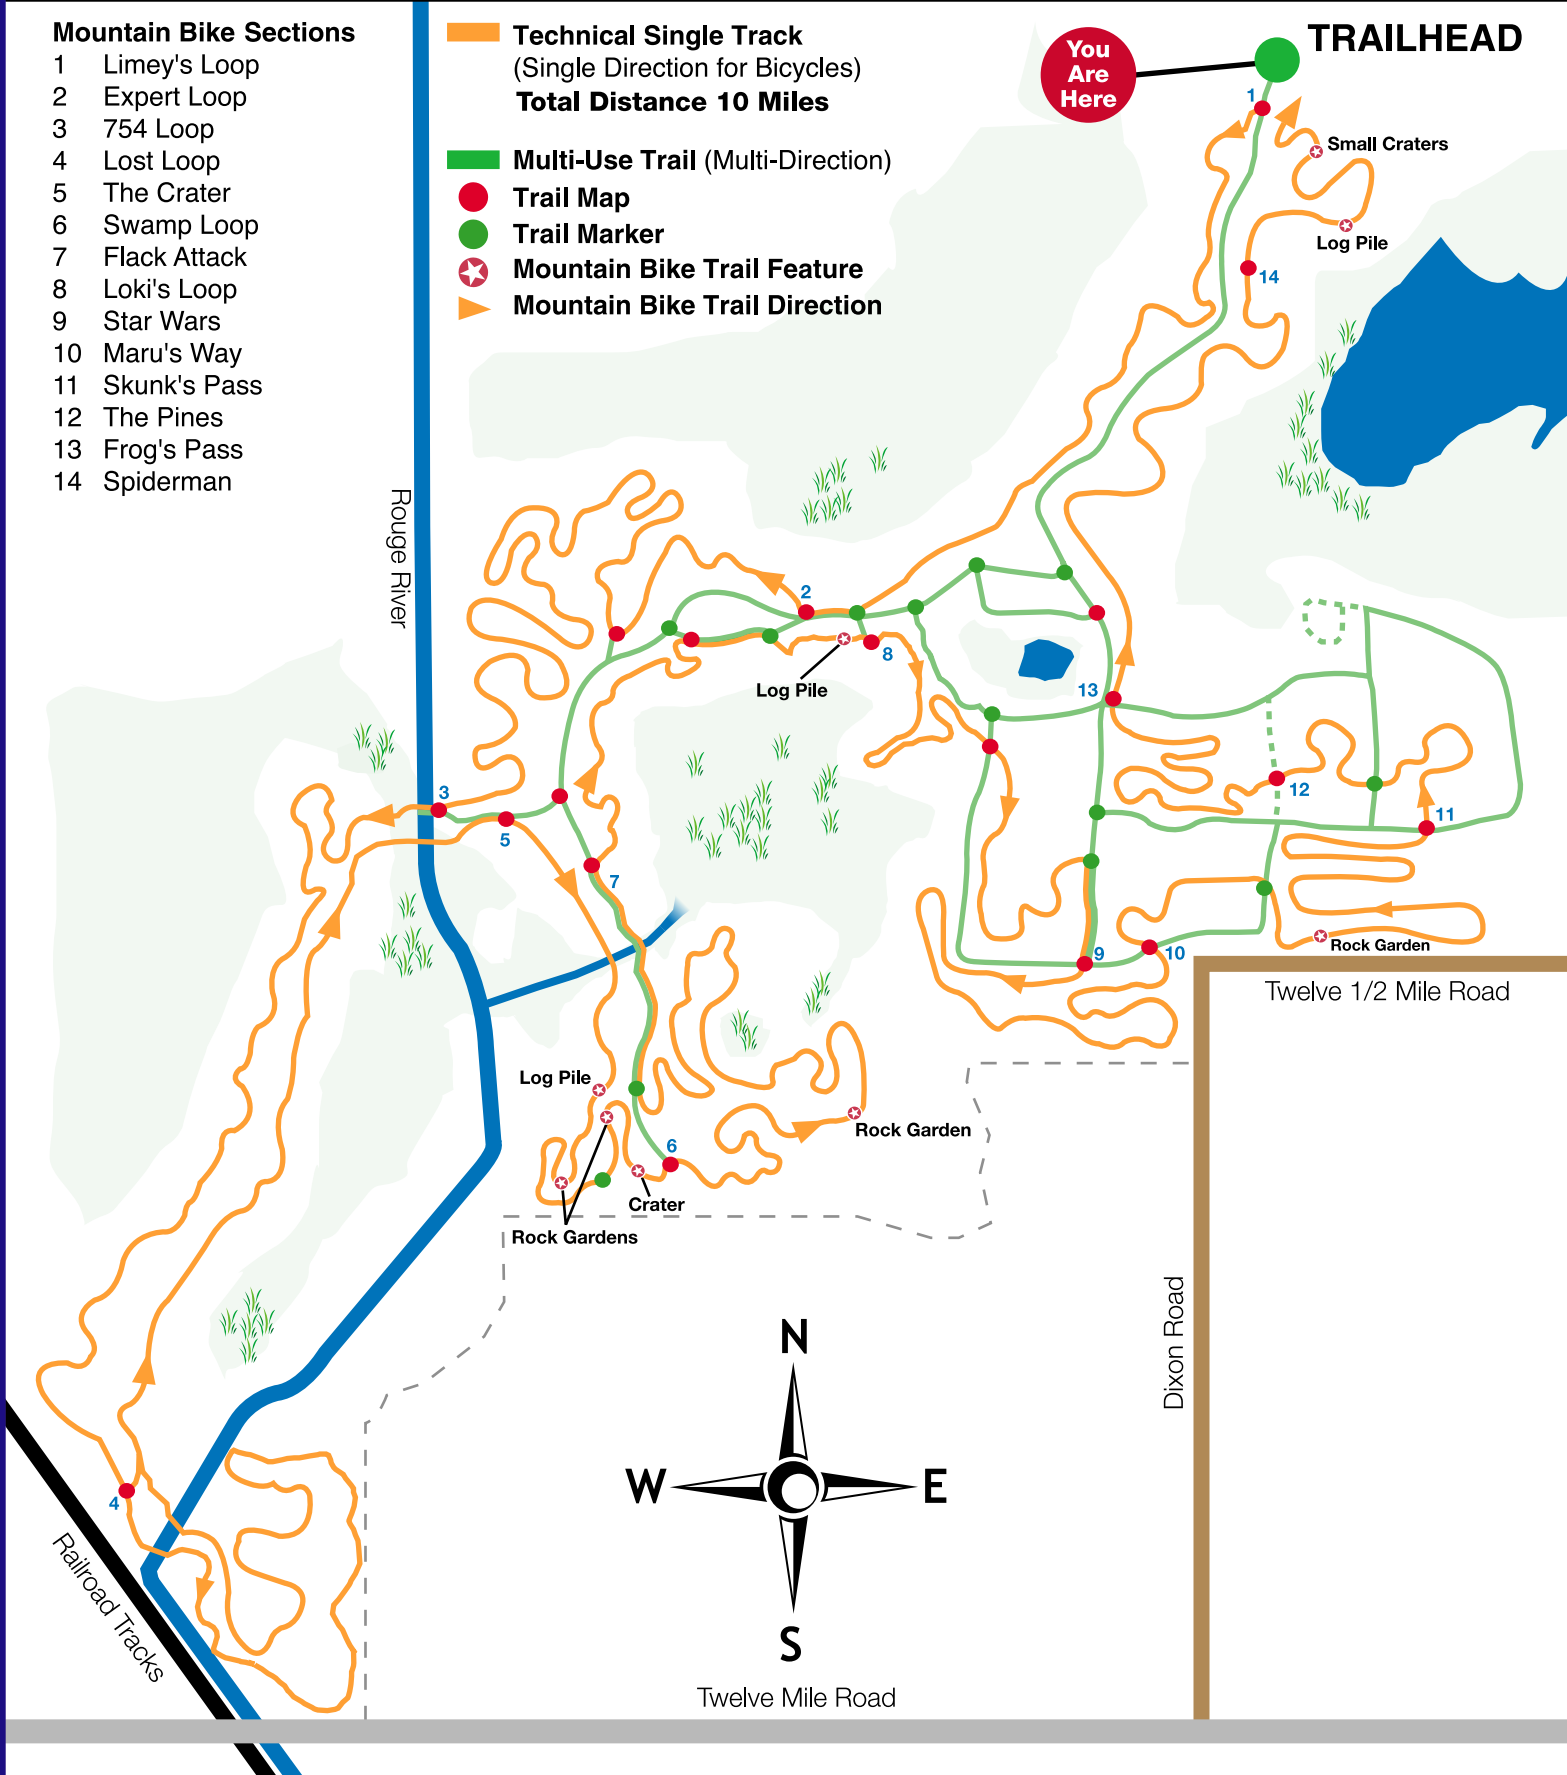 Mountain Bike Sections
1 Limey's Loop
2 Expert Loop
3 754 Loop
4 Lost Loop
5 The Crater
6 Swamp Loop
7 Flack Attack
8 Loki's Loop
9 Star Wars
10 Maru's Way
11 Skunk's Pass
12 The Pines
13 Frog's Pass
14 Spiderman
Technical Single Track
(Single Direction for Bicycles)
Total Distance 10 Miles
Multi-Use Trail (Multi-Direction)
Trail Map
Trail Marker
Mountain Bike Trail Feature
Mountain Bike Trail Direction
You
Are
Here
TRAILHEAD
1
Small Craters
Log Pile
14
Rouge River
2
8
Log Pile
13
3
5
7
12
11
9
10
Rock Garden
Twelve 1/2 Mile Road
Log Pile
Rock Garden
6
Crater
Rock Gardens
4
Railroad Tracks
N
W
E
S
Dixon Road
Twelve Mile Road